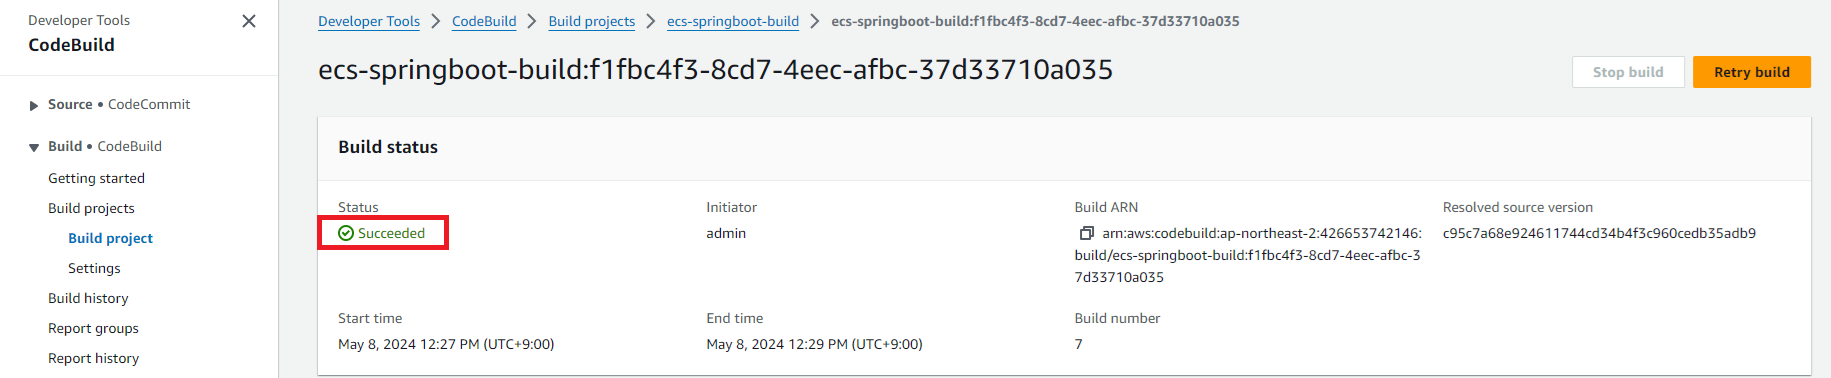 Developer Tools
CodeBuild
Source • CodeCommit
Build • CodeBuild
Getting started
Build projects
Build project
Settings
Build history
Report groups
Report history
Developer Tools > CodeBuild > Build projects > ecs-springboot-build > ecs-springboot-build:f1fbc4f3-8cd7-4eec-afbc-37d33710a035
ecs-springboot-build:f1fbc4f3-8cd7-4eec-afbc-37d33710a035
Stop build
Retry build
Build status
Status
Succeeded
Initiator
admin
Build ARN
arn:aws:codebuild:ap-northeast-2:426653742146:
build/ecs-springboot-build:f1fbc4f3-8cd7-4eec-afbc-3
7d33710a035
Resolved source version
c95c7a68e924611744cd34b4f3c960cedb35adb9
Start time
May 8, 2024 12:27 PM (UTC+9:00)
End time
May 8, 2024 12:29 PM (UTC+9:00)
Build number
7